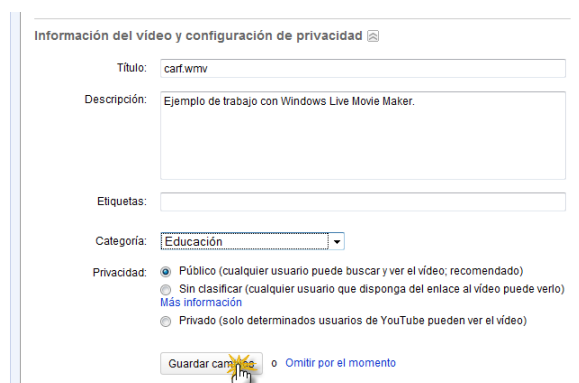 Información del vídeo y configuración de privacidad
Título: carf.wmv
Descripción: Ejemplo de trabajo con Windows Live Movie Maker.
Etiquetas:
Categoría: Educación
Privacidad: Público (cualquier usuario puede buscar y ver el vídeo; recomendado)
Sin clasificar (cualquier usuario que disponga del enlace al vídeo puede verlo)
Más información
Privado (solo determinados usuarios de YouTube pueden ver el vídeo)
Guardar cambios o Omitir por el momento